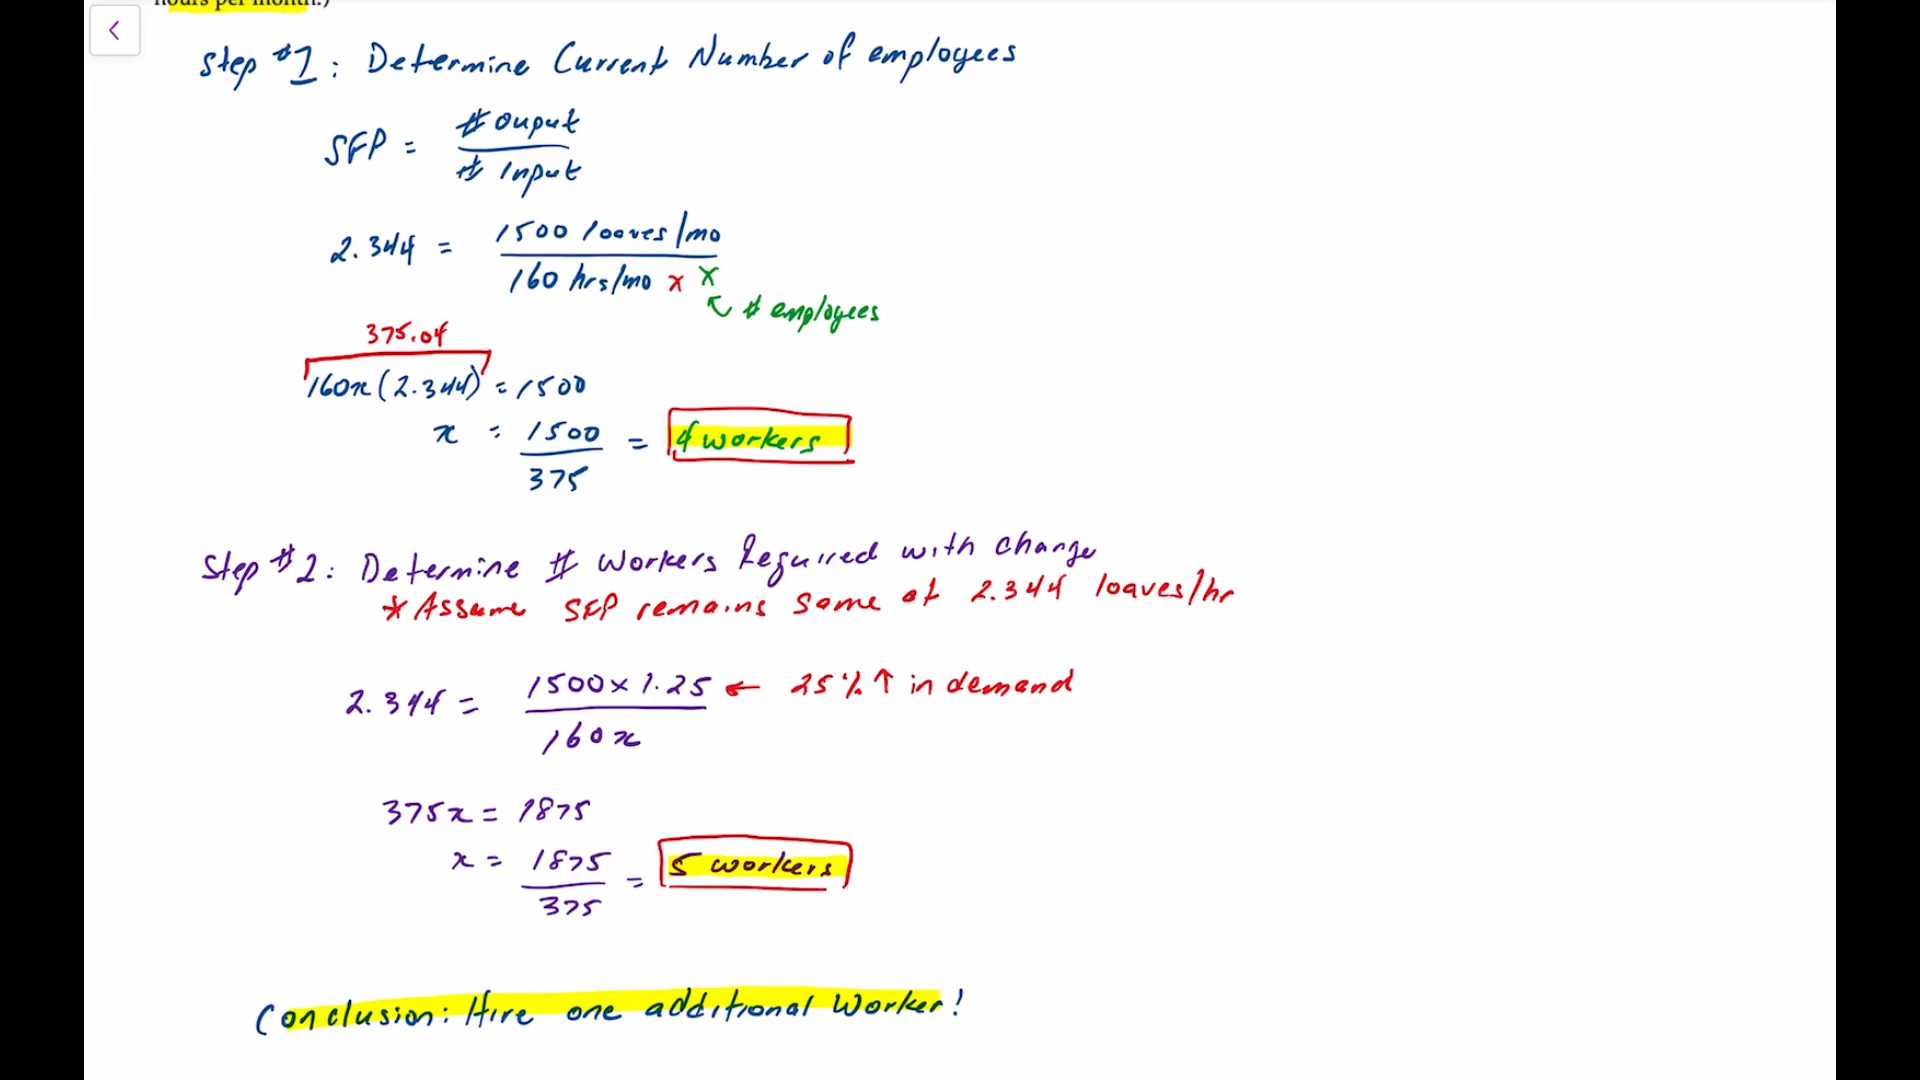 hours per month.)
Step #1: Determine Current Number of employees
SFP = # Ouput / # Input
2.344 = 1500 loaves/mo / 160 hrs/mo x x
# employees
375.04
160x(2.344) = 1500
x = 1500 / 375 = 4 workers
Step #2: Determine # Workers Required with change
* Assume SFP remains same at 2.344 loaves/hr
2.344 = 1500 x 1.25 / 160x ← 25% ↑ in demand
375x = 1875
x = 1875 / 375 = 5 workers
Conclusion: Hire one additional Worker!